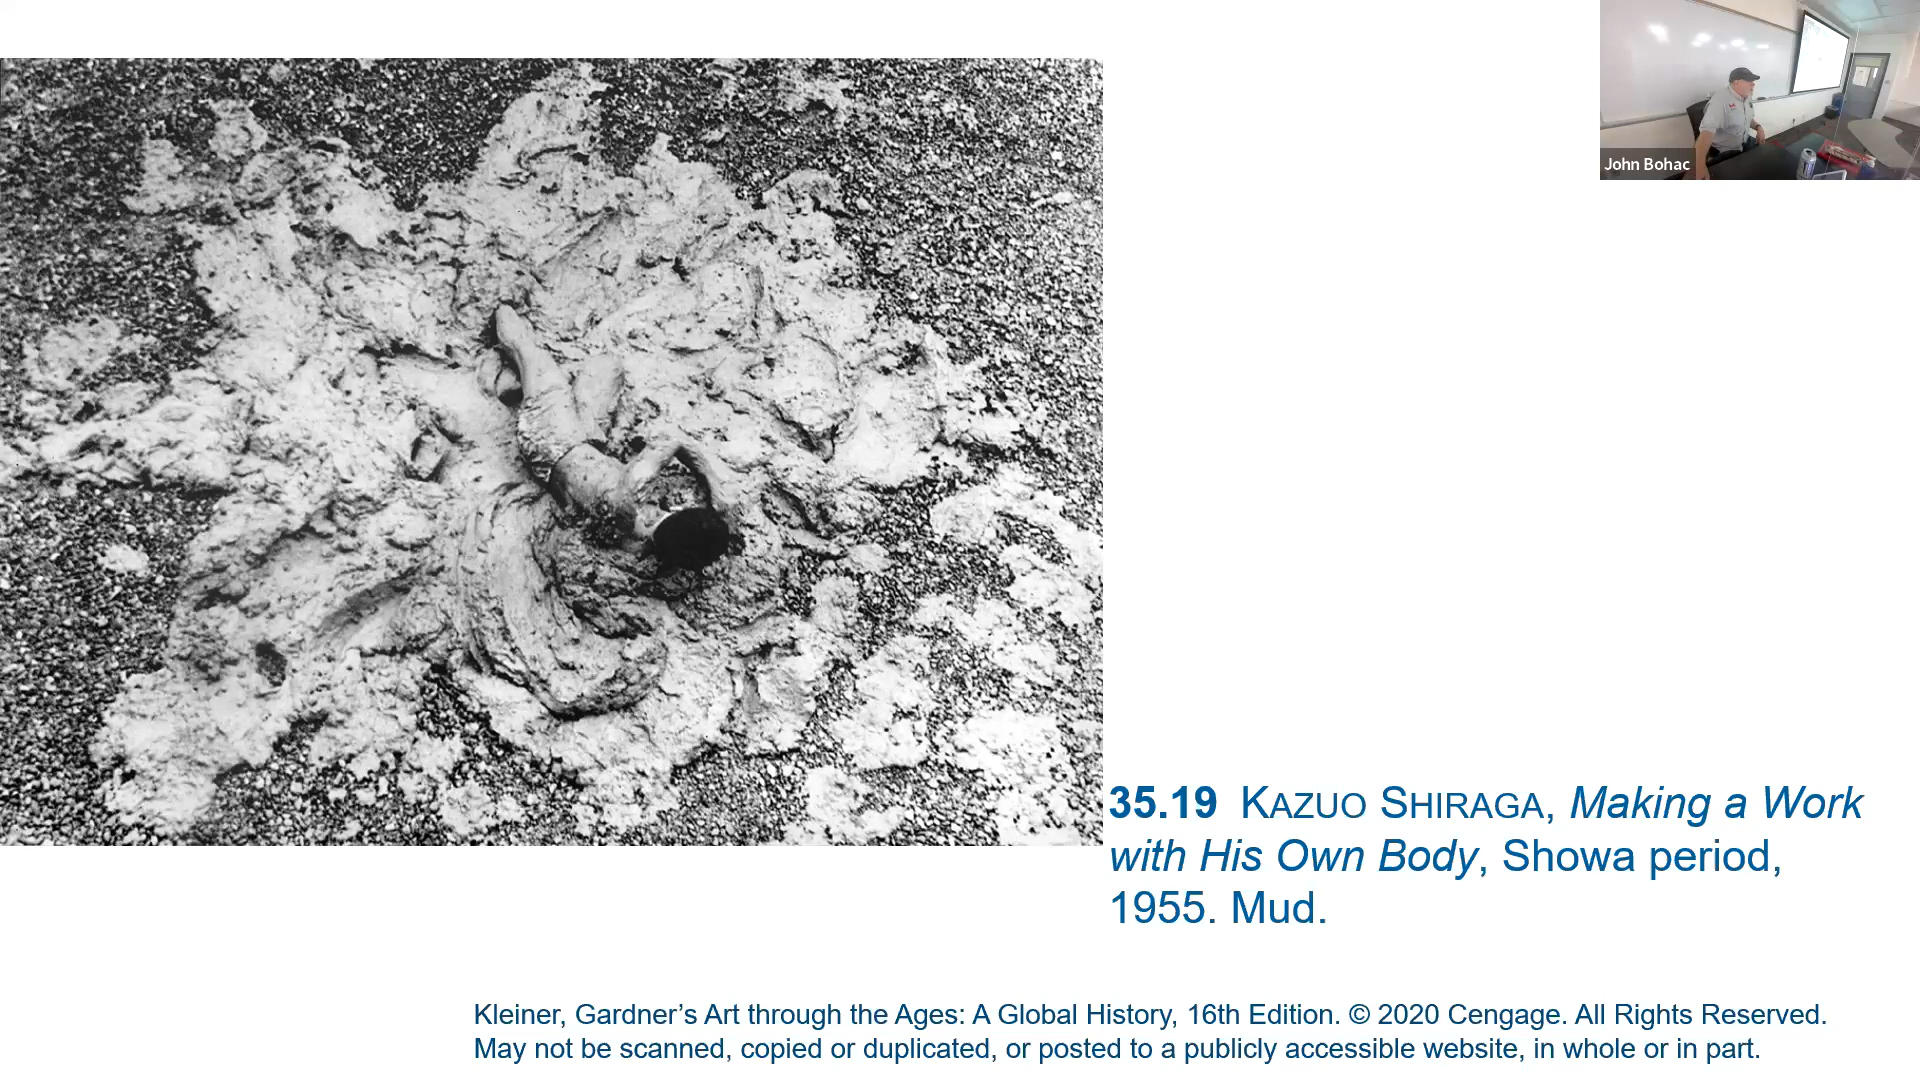 John Bohac
35.19 KAZUO SHIRAGA, Making a Work
with His Own Body, Showa period,
1955. Mud.
Kleiner, Gardner’s Art through the Ages: A Global History, 16th Edition. © 2020 Cengage. All Rights Reserved.
May not be scanned, copied or duplicated, or posted to a publicly accessible website, in whole or in part.